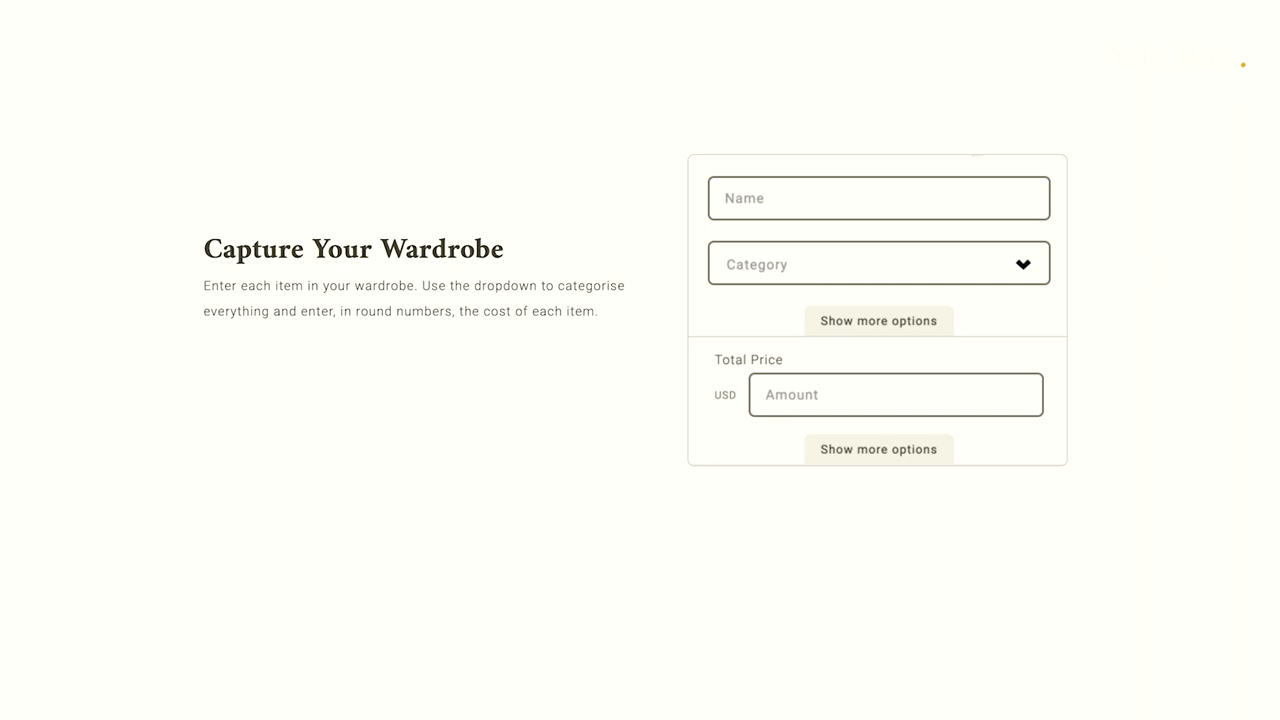 Capture Your Wardrobe
Enter each item in your wardrobe. Use the dropdown to categorise
everything and enter, in round numbers, the cost of each item.
Name
Category
Show more options
Total Price
USD
Amount
Show more options